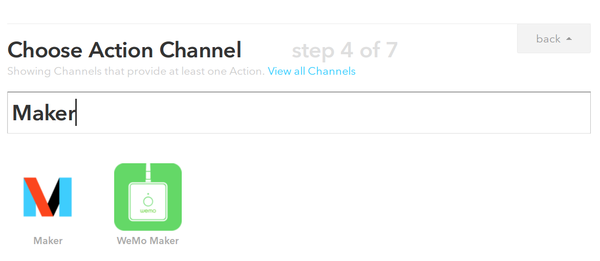 back
Choose Action Channel step 4 of 7
Showing Channels that provide at least one Action. View all Channels
Maker
wemo
Maker WeMo Maker